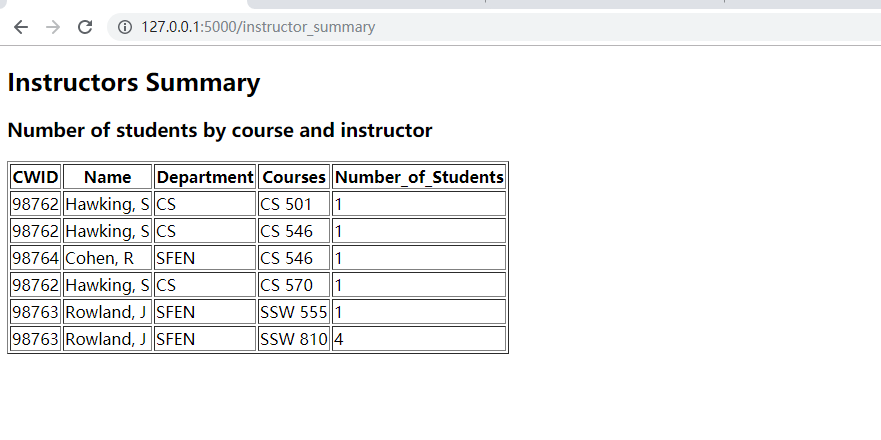 127.0.0.1:5000/instructor_summary
Instructors Summary
Number of students by course and instructor
CWID Name Department Courses Number_of_Students
98762 Hawking, S CS CS 501 1
98762 Hawking, S CS CS 546 1
98764 Cohen, R SFEN CS 546 1
98762 Hawking, S CS CS 570 1
98763 Rowland, J SFEN SSW 555 1
98763 Rowland, J SFEN SSW 810 4